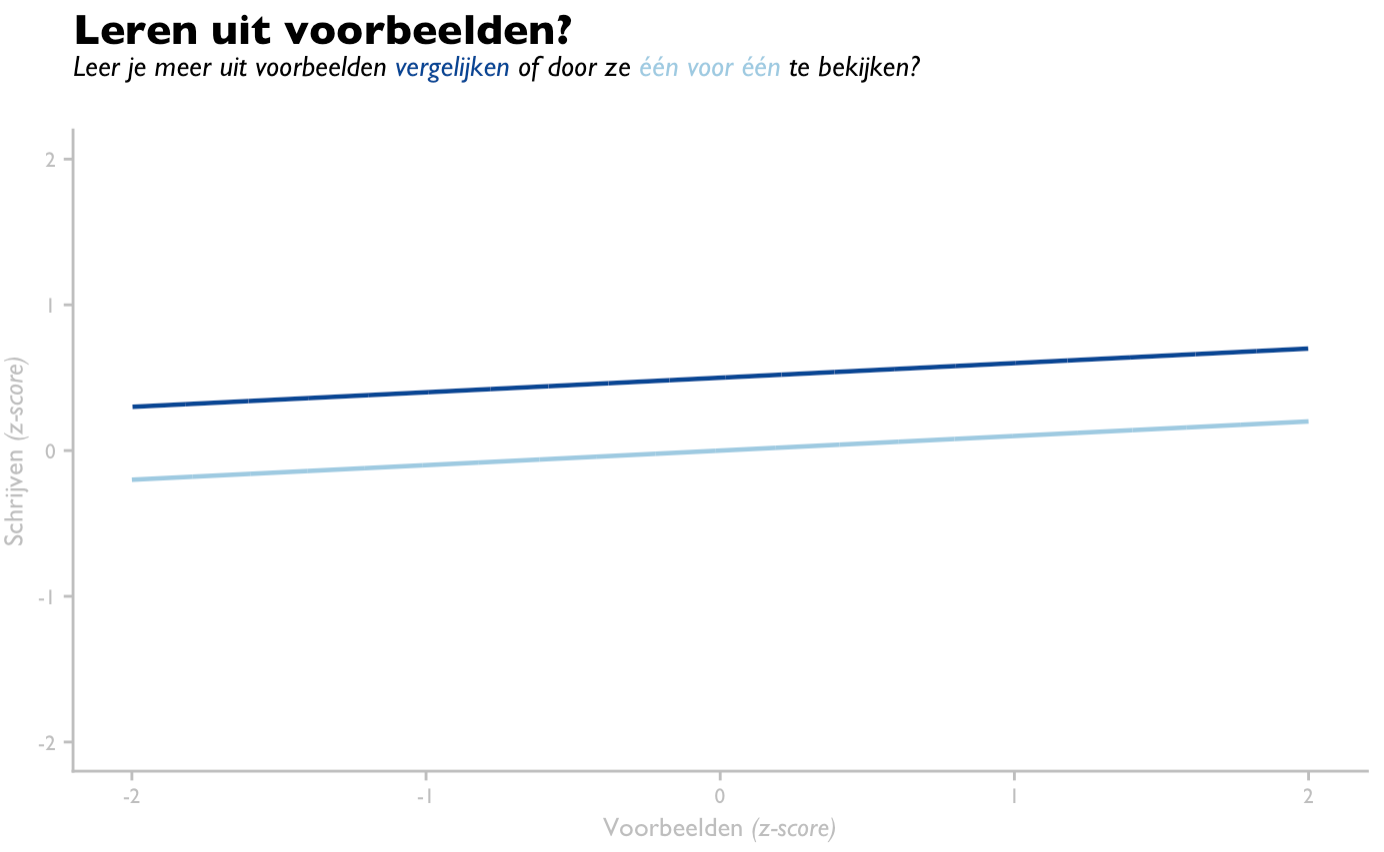 Leren uit voorbeelden?
Leer je meer uit voorbeelden vergelijken of door ze één voor één te bekijken?
2
1
0
-1
-2
Schrijven (z-score)
-2
-1
0
1
2
Voorbeelden (z-score)